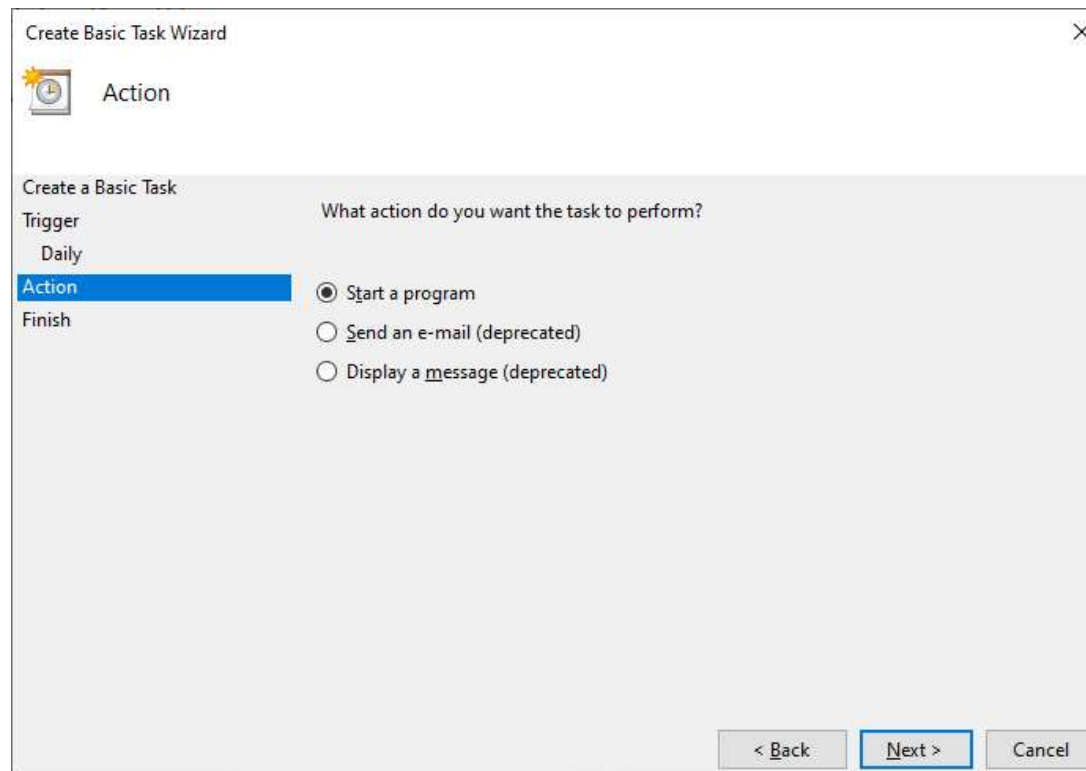 Create Basic Task Wizard
Action
Create a Basic Task
Trigger
Daily
Action
Finish
What action do you want the task to perform?
Start a program
Send an e-mail (deprecated)
Display a message (deprecated)
< Back
Next >
Cancel